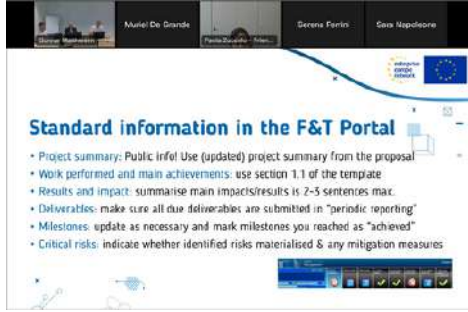 Muriel De Grande
Serena Forrini
Sara Napoleone
enterprise
europe
network
Standard information in the F&T Portal
• Project summary: Public info! Use (updated) project summary from the proposal
• Work performed and main achievements: use section 1.1 of the template
• Results and impact: summarise main impacts/results is 2-3 sentences max.
• Deliverables: make sure all due deliverables are submitted in "periodic reporting"
• Milestones: update as necessary and mark milestones you reached as "achieved"
• Critical risks: indicate whether identified risks materialised & any mitigation measures